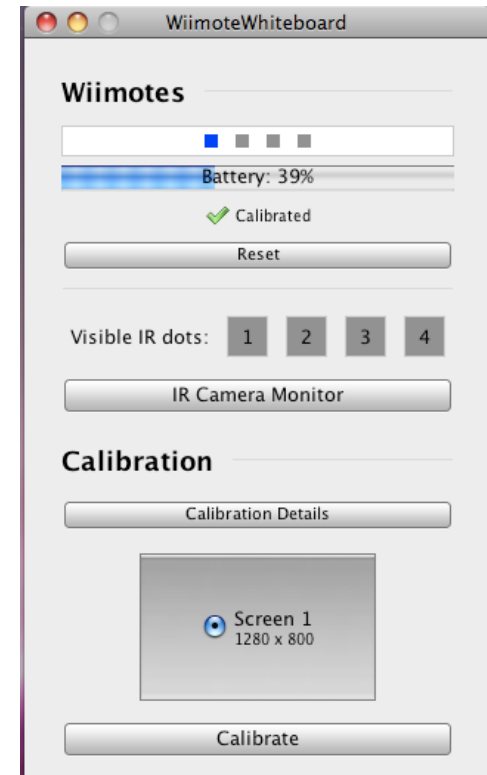 WiimoteWhiteboard
Wiimotes
Battery: 39%
Calibrated
Reset
Visible IR dots: 1 2 3 4
IR Camera Monitor
Calibration
Calibration Details
Screen 1
1280 x 800
Calibrate